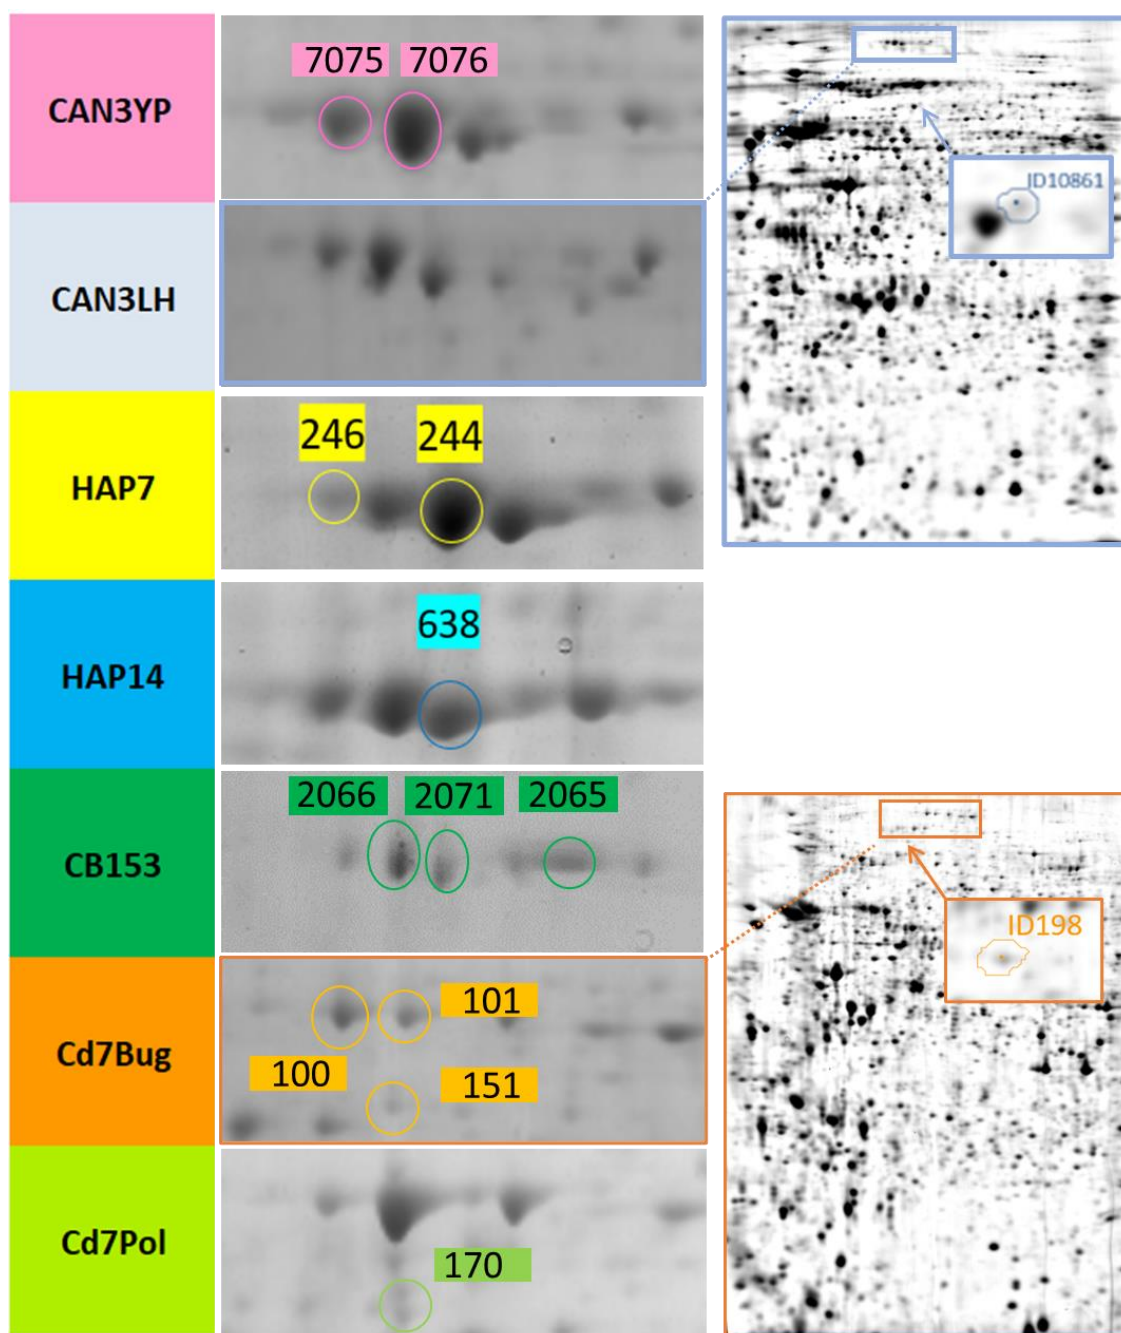 CAN3YP
7075 7076
ID10861
CAN3LH
HAP7
246 244
HAP14
638
CB153
2066 2071 2065
Cd7Bug
101
100
151
ID198
Cd7Pol
170